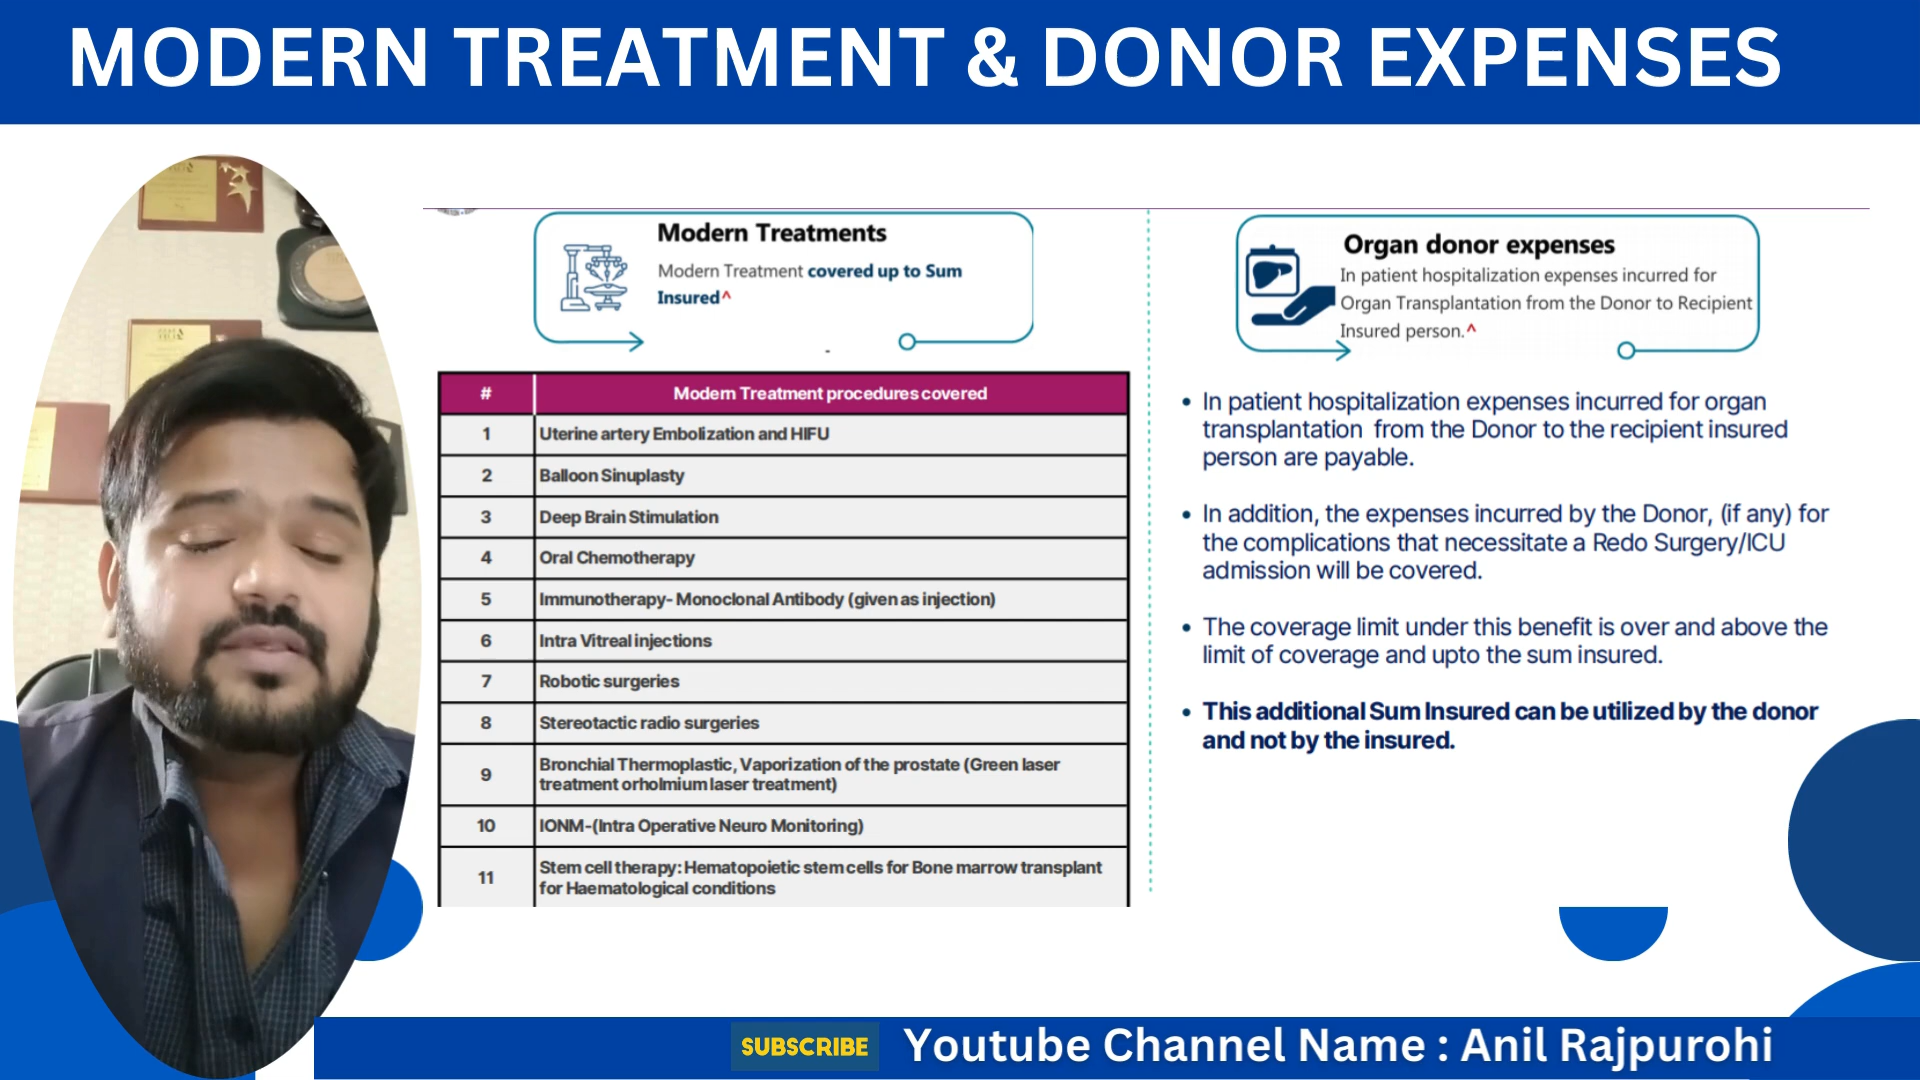 MODERN TREATMENT & DONOR EXPENSES
Modern Treatments
Modern Treatment covered up to Sum
Insured^
-
# Modern Treatment procedures covered
1 Uterine artery Embolization and HIFU
2 Balloon Sinuplasty
3 Deep Brain Stimulation
4 Oral Chemotherapy
5 Immunotherapy- Monoclonal Antibody (given as injection)
6 Intra Vitreal injections
7 Robotic surgeries
8 Stereotactic radio surgeries
9 Bronchial Thermoplastic, Vaporization of the prostate (Green laser
treatment orholmium laser treatment)
10 IONM-(Intra Operative Neuro Monitoring)
11 Stem cell therapy: Hematopoietic stem cells for Bone marrow transplant
for Haematological conditions
Organ donor expenses
In patient hospitalization expenses incurred for
Organ Transplantation from the Donor to Recipient
Insured person.^
• In patient hospitalization expenses incurred for organ
transplantation from the Donor to the recipient insured
person are payable.
• In addition, the expenses incurred by the Donor, (if any) for
the complications that necessitate a Redo Surgery/ICU
admission will be covered.
• The coverage limit under this benefit is over and above the
limit of coverage and upto the sum insured.
• This additional Sum Insured can be utilized by the donor
and not by the insured.
SUBSCRIBE
Youtube Channel Name : Anil Rajpurohi